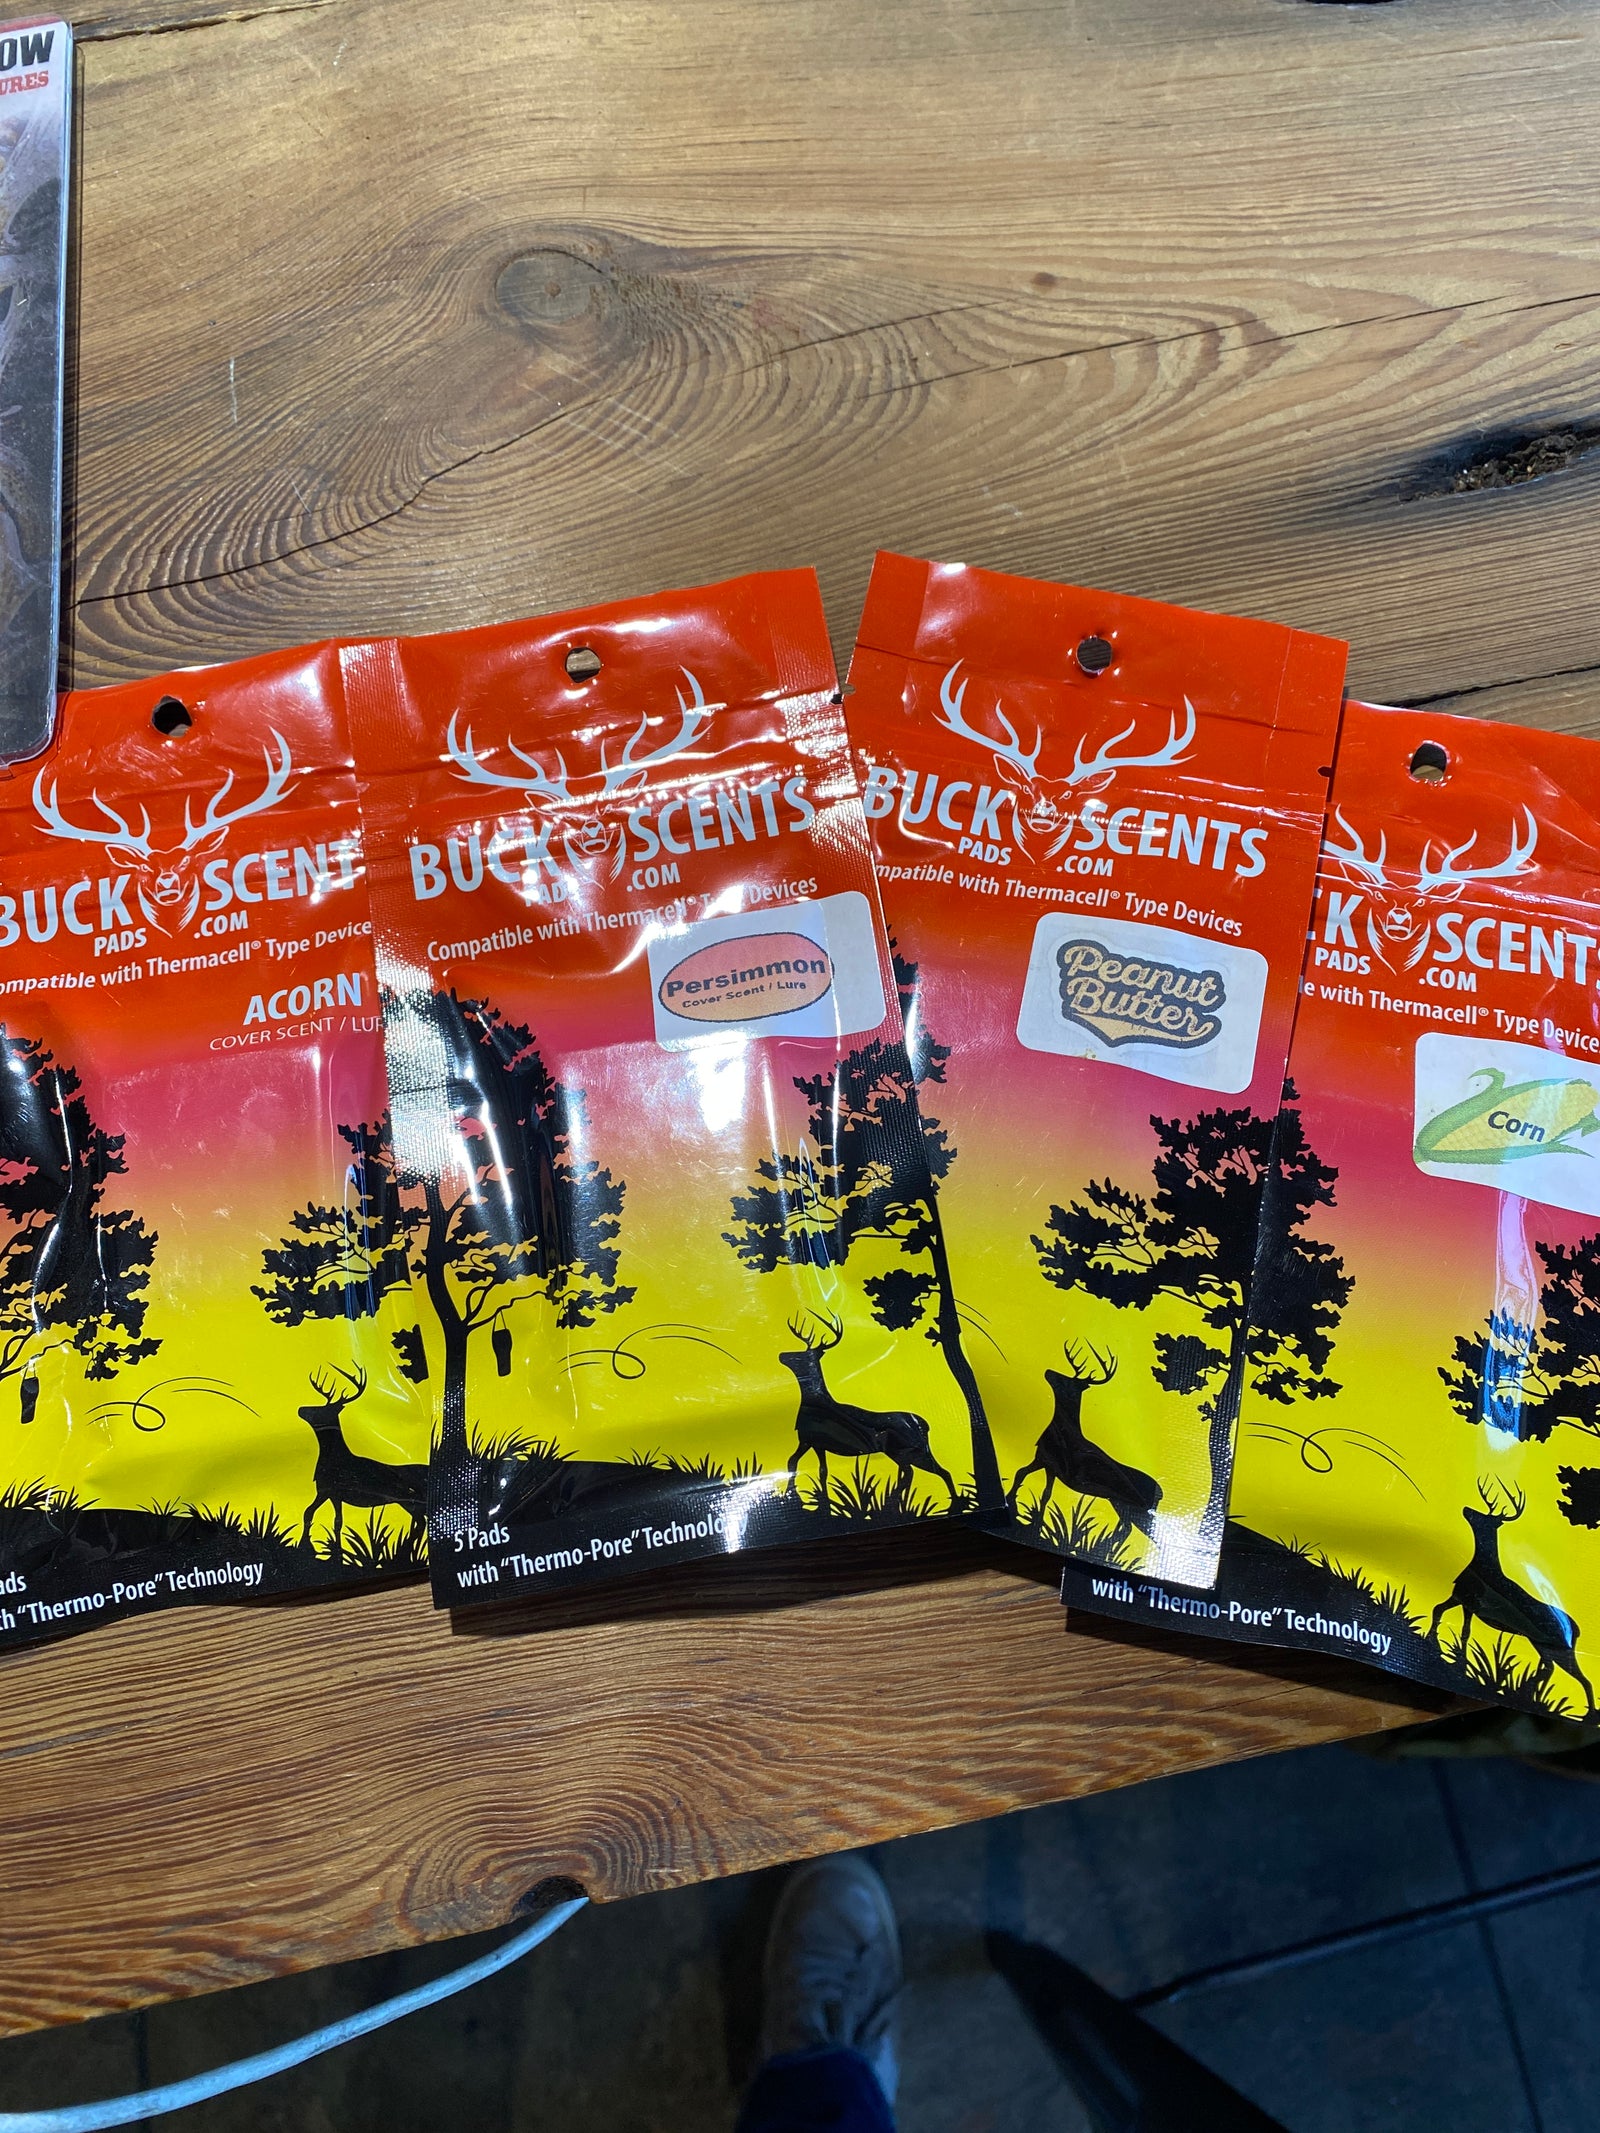 OW
URES
BUCK SCENT
PADS .COM
ompatible with Thermacell® Type Device
ACORN
COVER SCENT / LUR
ads
th "Thermo-Pore" Technology
BUCK SCENTS
PADS .COM
Compatible with Thermacell® Type Devices
Persimmon
Cover Scent / Lure
5 Pads
with "Thermo-Pore" Technology
BUCK SCENTS
PADS .COM
mpatible with Thermacell® Type Devices
Peanut
Butter
CK SCENTS
PADS .COM
le with Thermacell® Type Device
Corn
with "Thermo-Pore" Technology